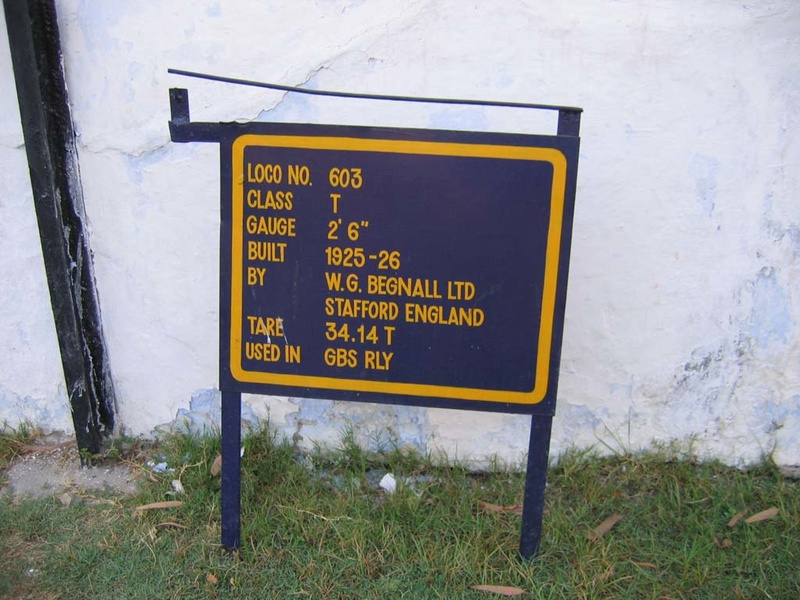 LOCO NO. 603
CLASS T
GAUGE 2' 6"
BUILT 1925-26
BY W.G. BEGNALL LTD
STAFFORD ENGLAND
TARE 34.14 T
USED IN GBS RLY